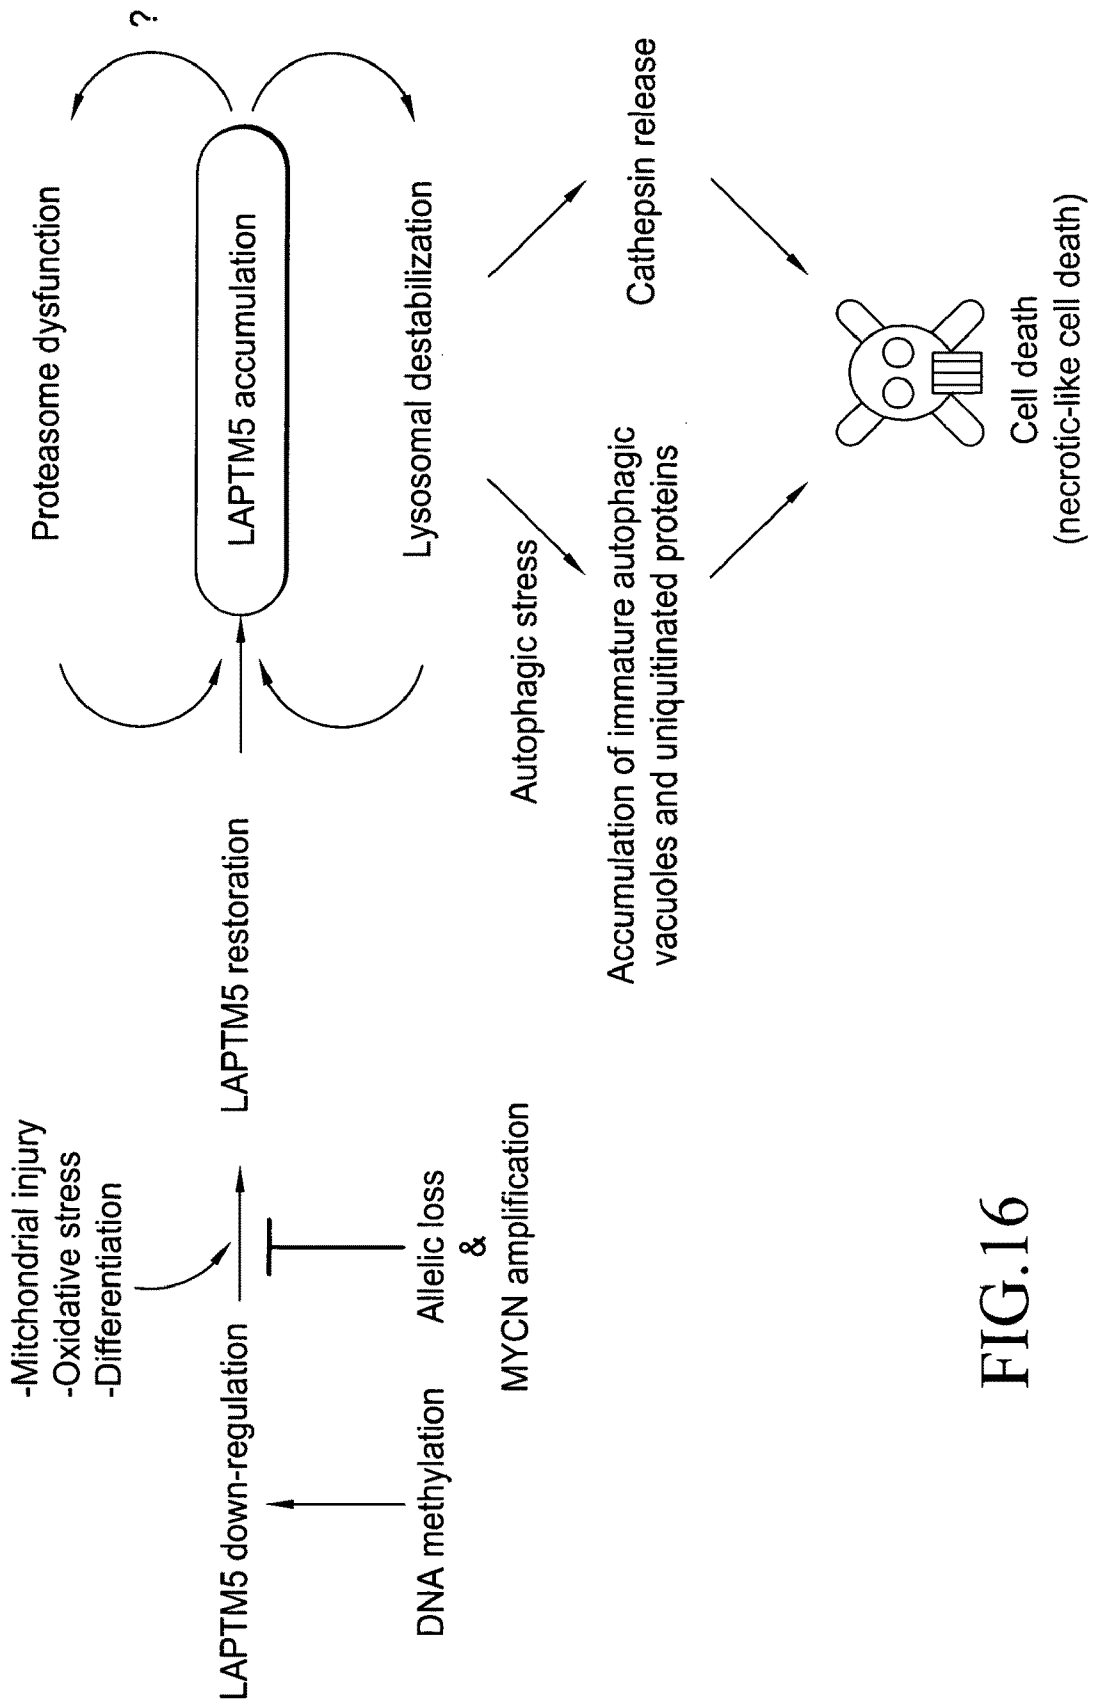 -Mitchondrial injury
-Oxidative stress
-Differentiation
LAPTM5 down-regulation
LAPTM5 restoration
DNA methylation
Allelic loss
&
MYCN amplification
?
Proteasome dysfunction
LAPTM5 accumulation
Lysosomal destabilization
Autophagic stress
Accumulation of immature autophagic
vacuoles and uniquitinated proteins
Cathepsin release
Cell death
(necrotic-like cell death)
FIG.16